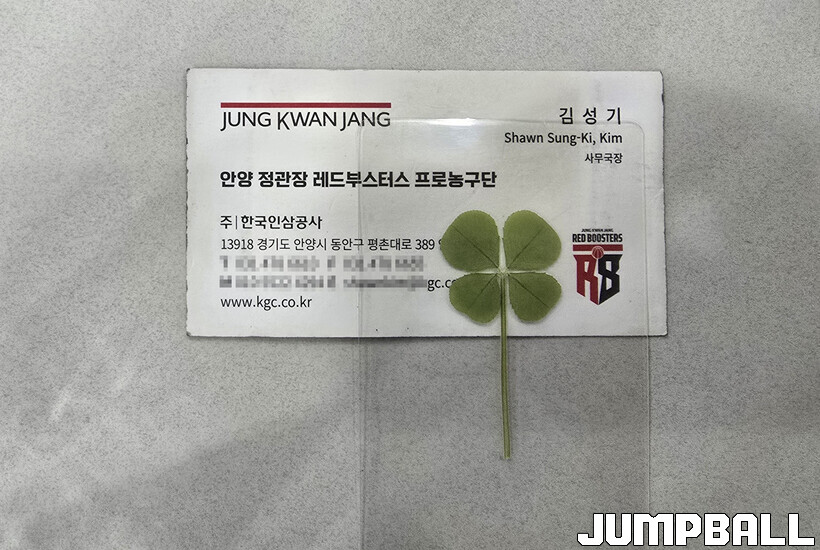 JUNG KWAN JANG
김 성 기
Shawn Sung-Ki, Kim
사무국장
안양 정관장 레드부스터스 프로농구단
주|한국인삼공사
13918 경기도 안양시 동안구 평촌대로 389
www.kgc.co.kr
JUNG KWAN JANG
RED BOOSTERS
RB
JUMPBALL